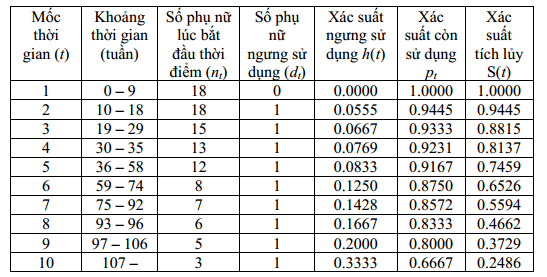 Mốc thời gian (t) | Khoảng thời gian (tuần) | Số phụ nữ lúc bắt đầu thời điểm (nt) | Số phụ nữ ngưng sử dụng (dt) | Xác suất ngưng sử dụng h(t) | Xác suất còn sử dụng pt | Xác suất tích lũy S(t)
1 | 0 – 9 | 18 | 0 | 0.0000 | 1.0000 | 1.0000
2 | 10 – 18 | 18 | 1 | 0.0555 | 0.9445 | 0.9445
3 | 19 – 29 | 15 | 1 | 0.0667 | 0.9333 | 0.8815
4 | 30 – 35 | 13 | 1 | 0.0769 | 0.9231 | 0.8137
5 | 36 – 58 | 12 | 1 | 0.0833 | 0.9167 | 0.7459
6 | 59 – 74 | 8 | 1 | 0.1250 | 0.8750 | 0.6526
7 | 75 – 92 | 7 | 1 | 0.1428 | 0.8572 | 0.5594
8 | 93 – 96 | 6 | 1 | 0.1667 | 0.8333 | 0.4662
9 | 97 – 106 | 5 | 1 | 0.2000 | 0.8000 | 0.3729
10 | 107 – | 3 | 1 | 0.3333 | 0.6667 | 0.2486